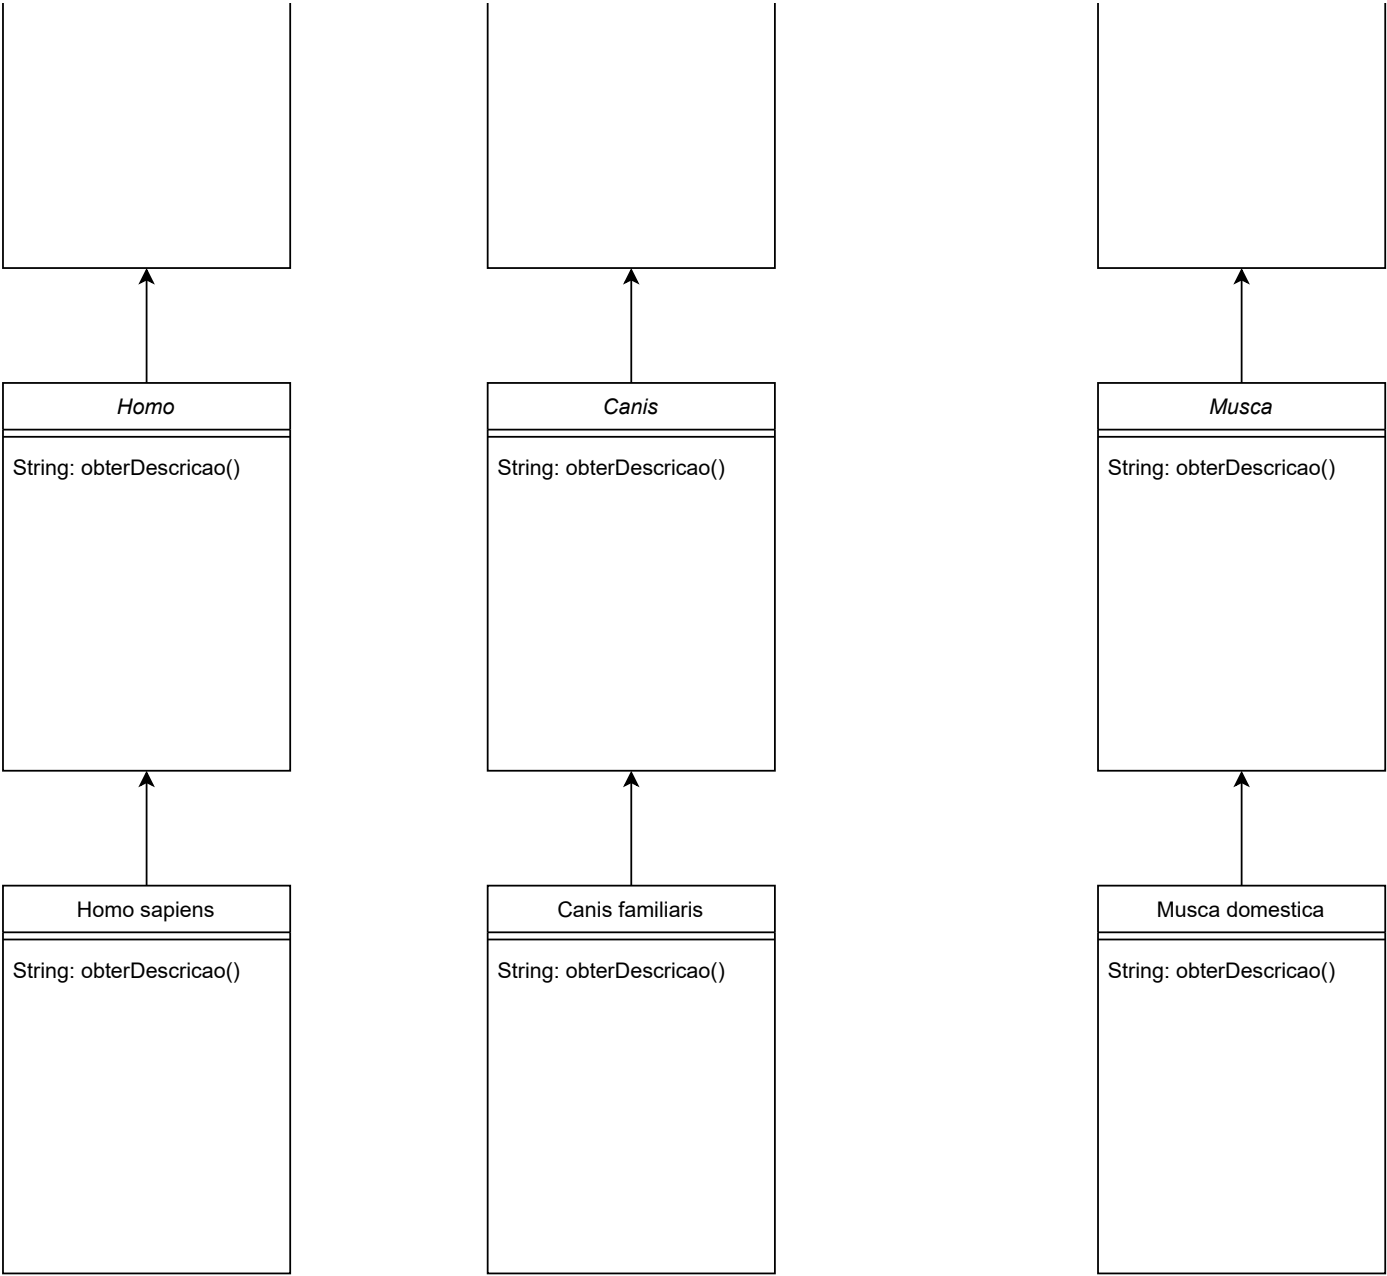 Homo
String: obterDescricao()
Canis
String: obterDescricao()
Musca
String: obterDescricao()
Homo sapiens
String: obterDescricao()
Canis familiaris
String: obterDescricao()
Musca domestica
String: obterDescricao()